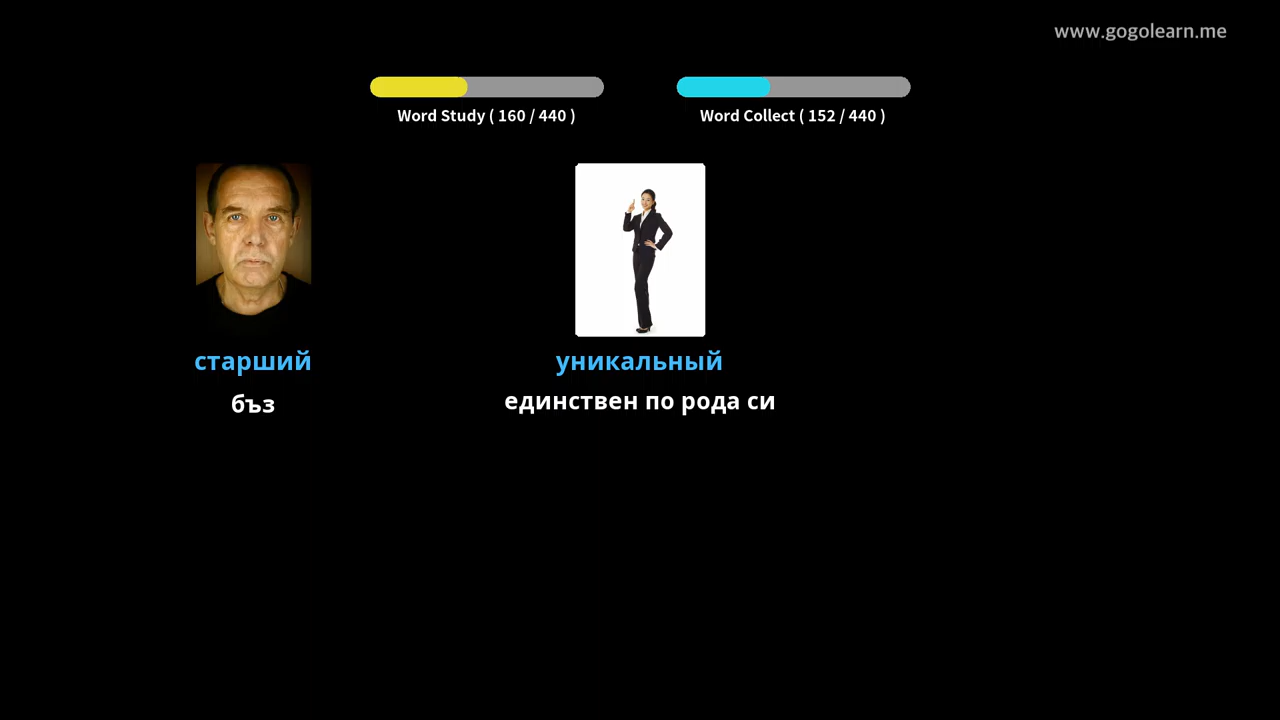 www.gogolearn.me
Word Study ( 160 / 440 )
Word Collect ( 152 / 440 )
старший
уникальный
бъз
единствен по рода си